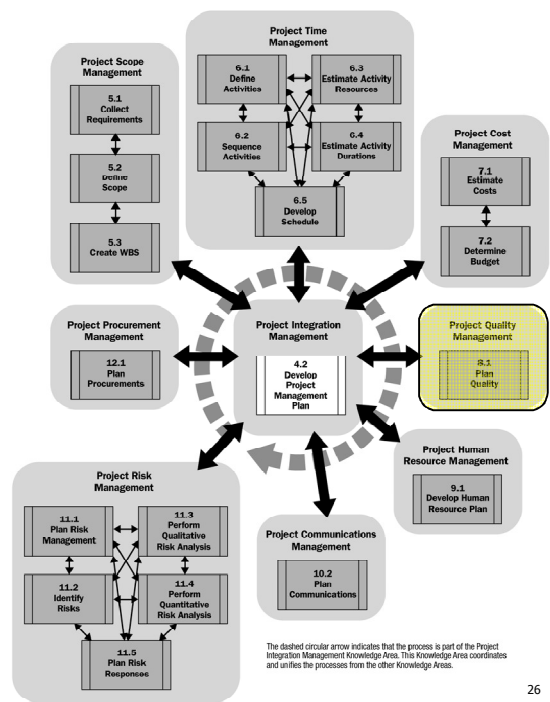 Project Time
Management
6.1
Define
Activities
6.3
Estimate Activity
Resources
6.2
Sequence
Activities
6.4
Estimate Activity
Durations
6.5
Develop
Schedule
Project Scope
Management
5.1
Collect
Requirements
5.2
Define
Scope
5.3
Create WBS
Project Cost
Management
7.1
Estimate
Costs
7.2
Determine
Budget
Project Procurement
Management
12.1
Plan
Procurements
Project Integration
Management
4.2
Develop
Project
Management
Plan
Project Quality
Management
8.1
Plan
Quality
Project Human
Resource Management
9.1
Develop Human
Resource Plan
Project Risk
Management
11.1
Plan Risk
Management
11.3
Perform
Qualitative
Risk Analysis
11.2
Identify
Risks
11.4
Perform
Quantitative
Risk Analysis
11.5
Plan Risk
Responses
Project Communications
Management
10.2
Plan
Communications
The dashed circular arrow indicates that the process is part of the Project
Integration Management Knowledge Area. This Knowledge Area coordinates
and unifies the processes from the other Knowledge Areas.
26